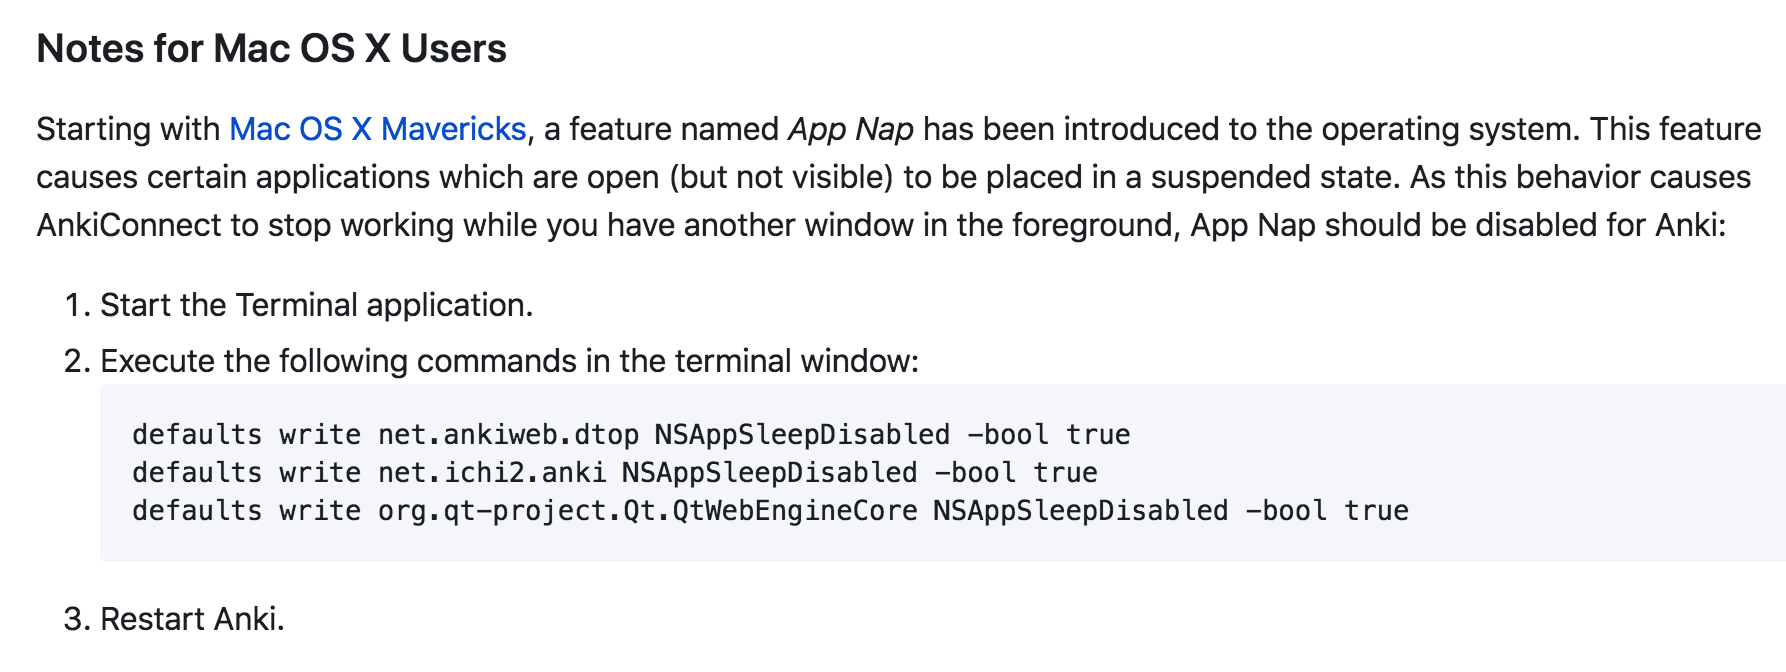 Notes for Mac OS X Users
Starting with Mac OS X Mavericks, a feature named App Nap has been introduced to the operating system. This feature
causes certain applications which are open (but not visible) to be placed in a suspended state. As this behavior causes
AnkiConnect to stop working while you have another window in the foreground, App Nap should be disabled for Anki:
1. Start the Terminal application.
2. Execute the following commands in the terminal window:
defaults write net.ankiweb.dtop NSAppSleepDisabled -bool true
defaults write net.ichi2.anki NSAppSleepDisabled -bool true
defaults write org.qt-project.Qt.QtWebEngineCore NSAppSleepDisabled -bool true
3. Restart Anki.